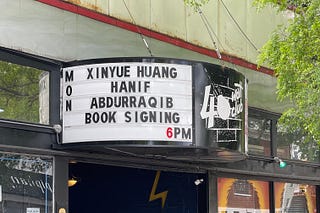 MON
XINYUE HUANG
HANIF
ABDURRAQIB
BOOK SIGNING
6PM